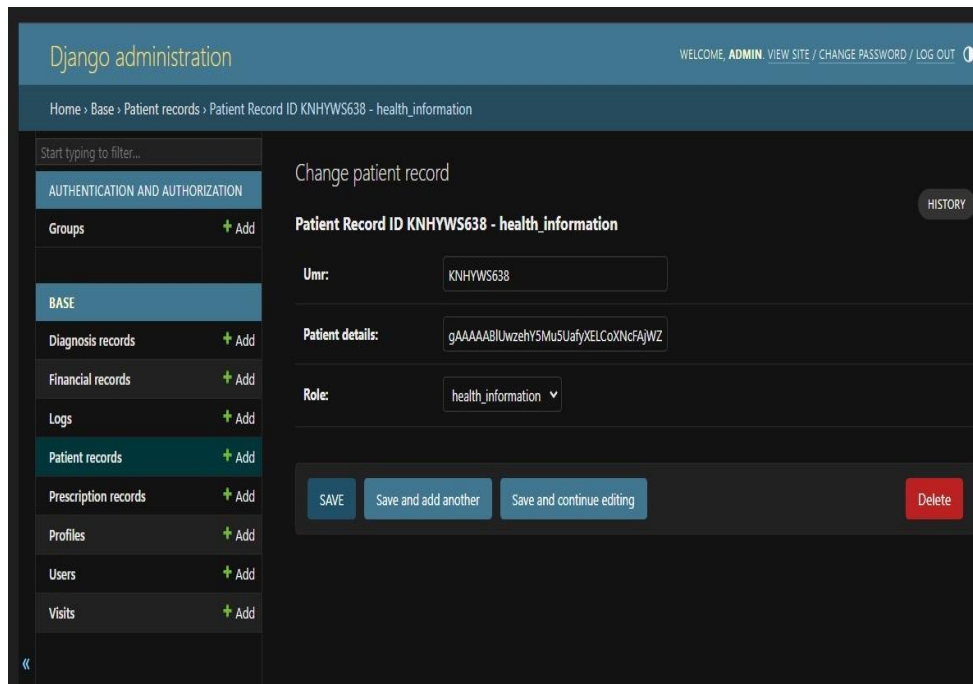 Django administration
WELCOME, ADMIN. VIEW SITE / CHANGE PASSWORD / LOG OUT
Home › Base › Patient records › Patient Record ID KNHYWS638 - health_information
Start typing to filter...
AUTHENTICATION AND AUTHORIZATION
Groups + Add
BASE
Diagnosis records + Add
Financial records + Add
Logs + Add
Patient records + Add
Prescription records + Add
Profiles + Add
Users + Add
Visits + Add
«
Change patient record
HISTORY
Patient Record ID KNHYWS638 - health_information
Umr: KNHYWS638
Patient details: gAAAAABlUwzehY5Mu5UafyXELCoXNcFAjWZ
Role: health_information
SAVE Save and add another Save and continue editing Delete